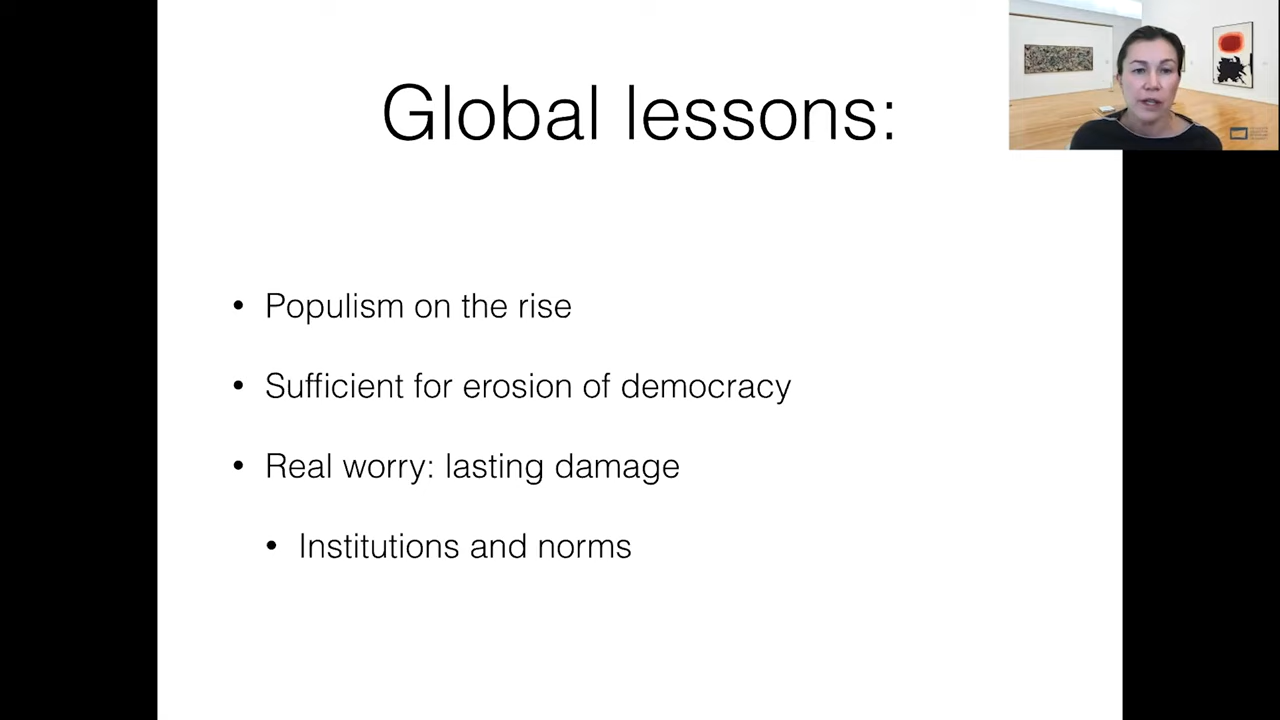 Global lessons:
• Populism on the rise
• Sufficient for erosion of democracy
• Real worry: lasting damage
• Institutions and norms